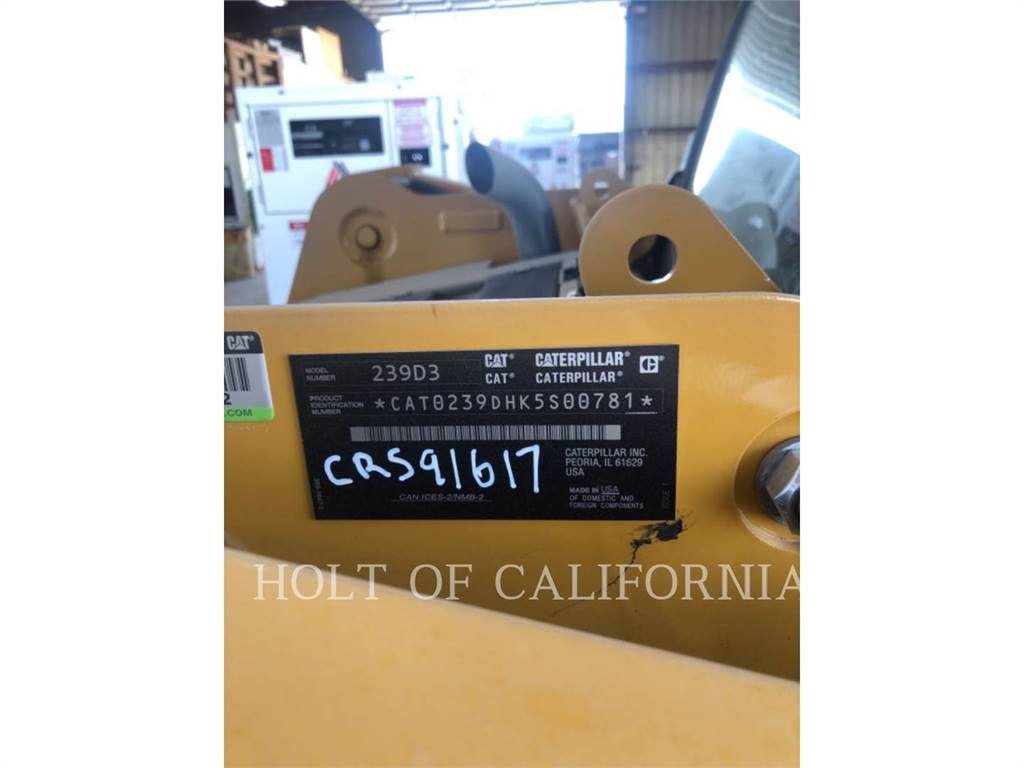 CAT®
2
.COM
MODEL NUMBER 239D3
CAT® CATERPILLAR®
CAT® CATERPILLAR®
PRODUCT IDENTIFICATION NUMBER *CAT0239DHK5S00781*
CRS91617
CATERPILLAR INC.
PEORIA, IL 61629
USA
MADE IN USA
OF DOMESTIC AND
FOREIGN COMPONENTS
CAN ICES-2/NMB-2
HOLT OF CALIFORNIA